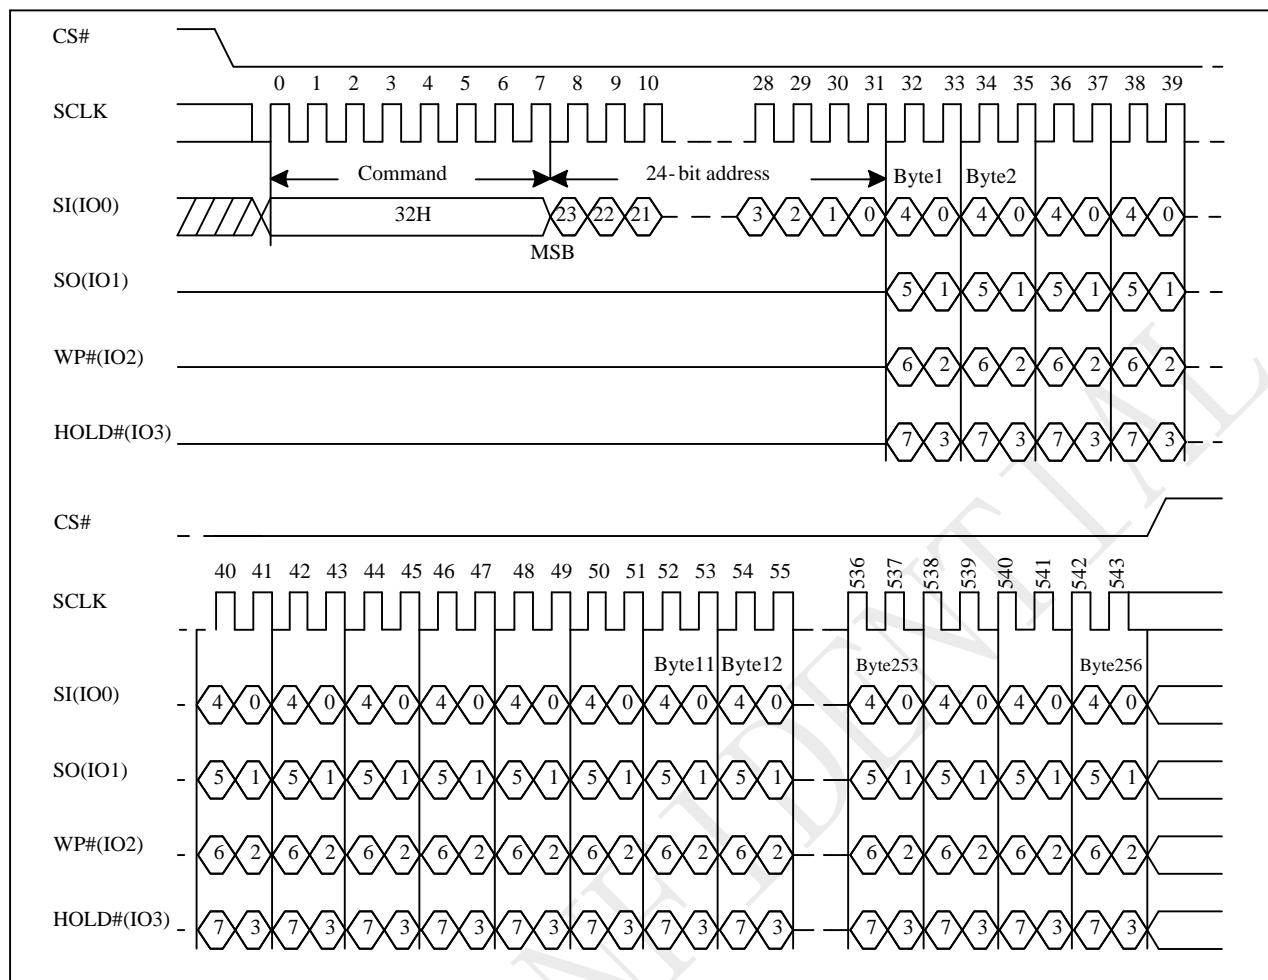 CS#
0 1 2 3 4 5 6 7 8 9 10 28 29 30 31 32 33 34 35 36 37 38 39
SCLK
Command 24-bit address Byte1 Byte2
SI(IO0) 32H 23 22 21 3 2 1 0 4 0 4 0 4 0 4 0
MSB
SO(IO1) 5 1 5 1 5 1 5 1
WP#(IO2) 6 2 6 2 6 2 6 2
HOLD#(IO3) 7 3 7 3 7 3 7 3
CS#
40 41 42 43 44 45 46 47 48 49 50 51 52 53 54 55 536 537 538 539 540 541 542 543
SCLK
Byte11 Byte12 Byte253 Byte256
SI(IO0) 4 0 4 0 4 0 4 0 4 0 4 0 4 0 4 0 4 0 4 0 4 0 4 0
SO(IO1) 5 1 5 1 5 1 5 1 5 1 5 1 5 1 5 1 5 1 5 1 5 1 5 1
WP#(IO2) 6 2 6 2 6 2 6 2 6 2 6 2 6 2 6 2 6 2 6 2 6 2 6 2
HOLD#(IO3) 7 3 7 3 7 3 7 3 7 3 7 3 7 3 7 3 7 3 7 3 7 3 7 3
NFIDENTIAL